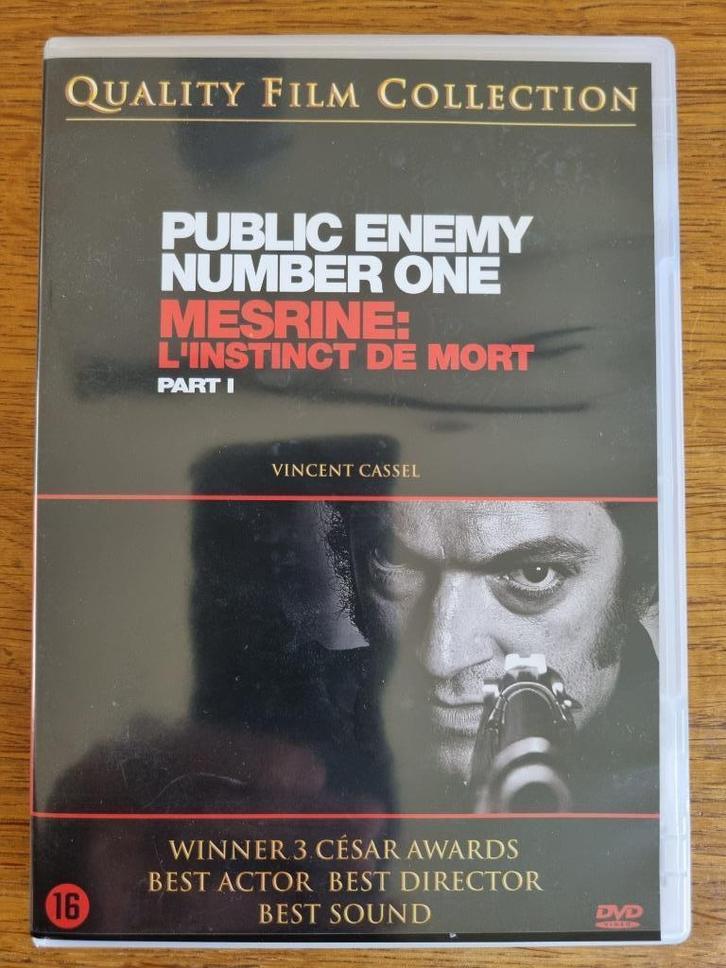 QUALITY FILM COLLECTION
PUBLIC ENEMY
NUMBER ONE
MESRINE:
L'INSTINCT DE MORT
PART I
VINCENT CASSEL
WINNER 3 CÉSAR AWARDS
BEST ACTOR BEST DIRECTOR
BEST SOUND
16
DVD
VIDEO